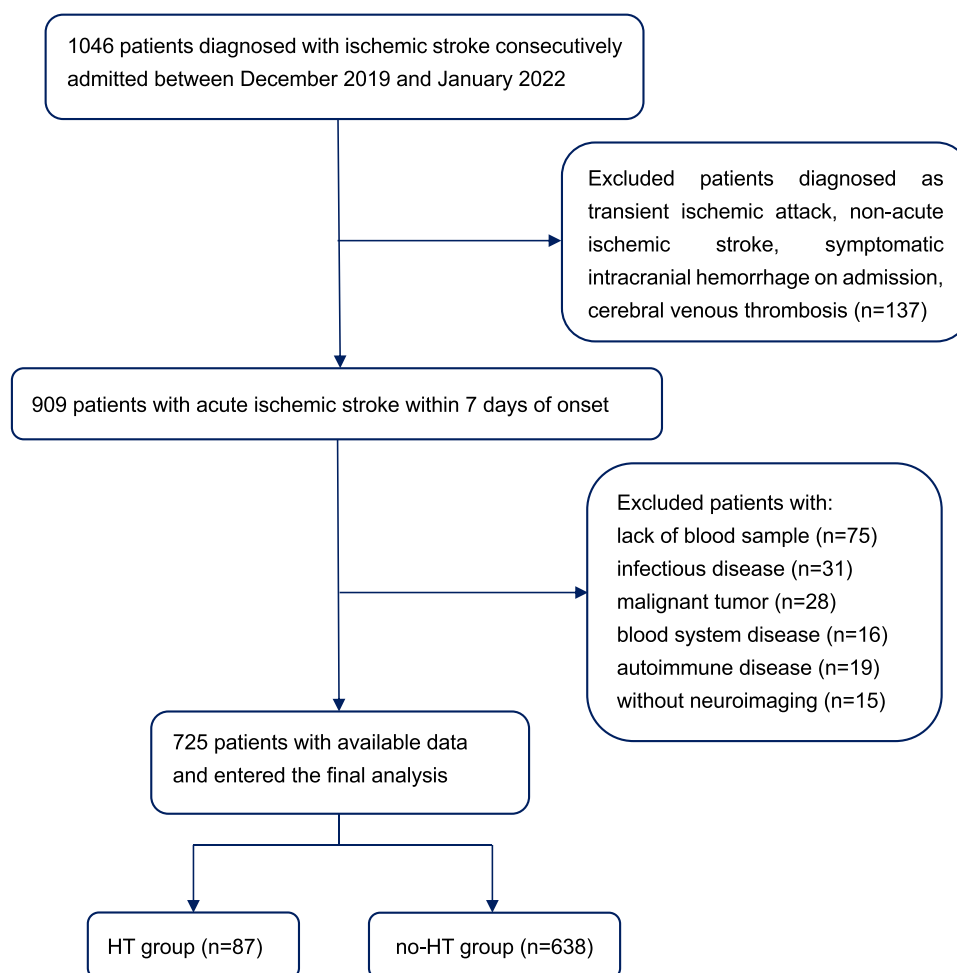 1046 patients diagnosed with ischemic stroke consecutively
admitted between December 2019 and January 2022
Excluded patients diagnosed as
transient ischemic attack, non-acute
ischemic stroke, symptomatic
intracranial hemorrhage on admission,
cerebral venous thrombosis (n=137)
909 patients with acute ischemic stroke within 7 days of onset
Excluded patients with:
lack of blood sample (n=75)
infectious disease (n=31)
malignant tumor (n=28)
blood system disease (n=16)
autoimmune disease (n=19)
without neuroimaging (n=15)
725 patients with available data
and entered the final analysis
HT group (n=87)
no-HT group (n=638)